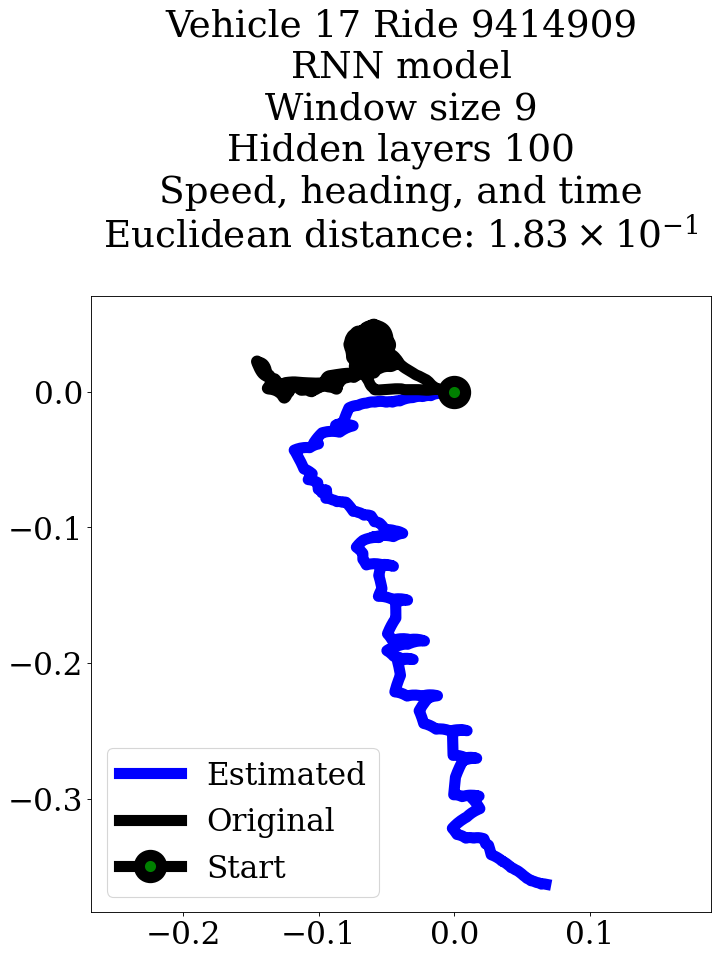 Vehicle 17 Ride 9414909
RNN model
Window size 9
Hidden layers 100
Speed, heading, and time
Euclidean distance: 1.83 × 10⁻¹
0.0
−0.1
−0.2
−0.3
Estimated
Original
Start
−0.2 −0.1 0.0 0.1